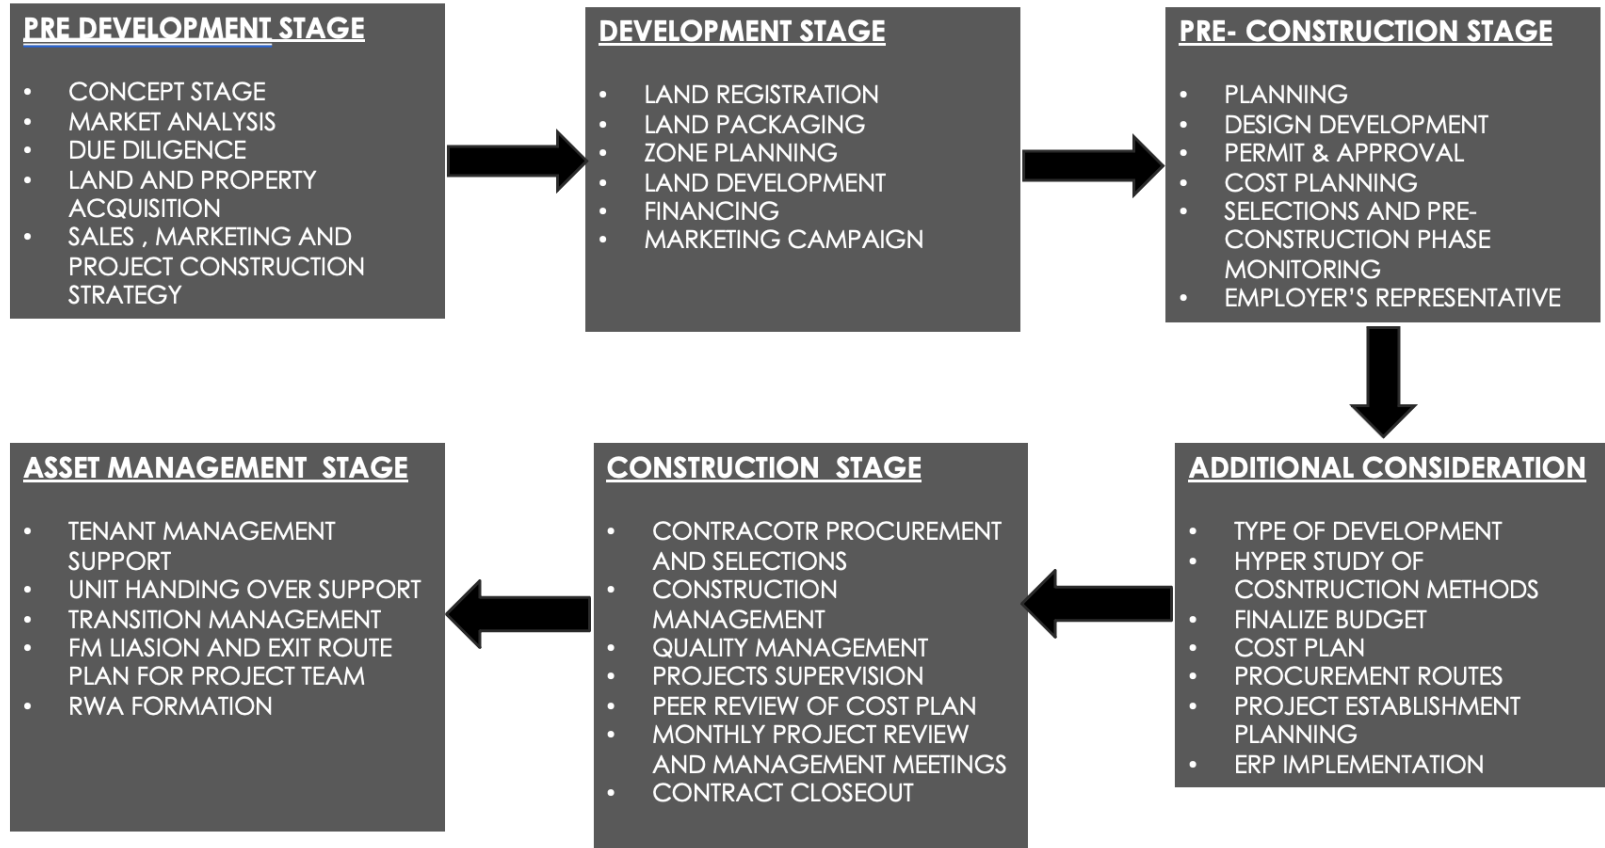 PRE DEVELOPMENT STAGE
• CONCEPT STAGE
• MARKET ANALYSIS
• DUE DILIGENCE
• LAND AND PROPERTY
ACQUISITION
• SALES , MARKETING AND
PROJECT CONSTRUCTION
STRATEGY
DEVELOPMENT STAGE
• LAND REGISTRATION
• LAND PACKAGING
• ZONE PLANNING
• LAND DEVELOPMENT
• FINANCING
• MARKETING CAMPAIGN
PRE- CONSTRUCTION STAGE
• PLANNING
• DESIGN DEVELOPMENT
• PERMIT & APPROVAL
• COST PLANNING
• SELECTIONS AND PRE-
CONSTRUCTION PHASE
MONITORING
• EMPLOYER’S REPRESENTATIVE
ADDITIONAL CONSIDERATION
• TYPE OF DEVELOPMENT
• HYPER STUDY OF
COSNTRUCTION METHODS
• FINALIZE BUDGET
• COST PLAN
• PROCUREMENT ROUTES
• PROJECT ESTABLISHMENT
PLANNING
• ERP IMPLEMENTATION
CONSTRUCTION  STAGE
• CONTRACOTR PROCUREMENT
AND SELECTIONS
• CONSTRUCTION
MANAGEMENT
• QUALITY MANAGEMENT
• PROJECTS SUPERVISION
• PEER REVIEW OF COST PLAN
• MONTHLY PROJECT REVIEW
AND MANAGEMENT MEETINGS
• CONTRACT CLOSEOUT
ASSET MANAGEMENT  STAGE
• TENANT MANAGEMENT
SUPPORT
• UNIT HANDING OVER SUPPORT
• TRANSITION MANAGEMENT
• FM LIASION AND EXIT ROUTE
PLAN FOR PROJECT TEAM
• RWA FORMATION